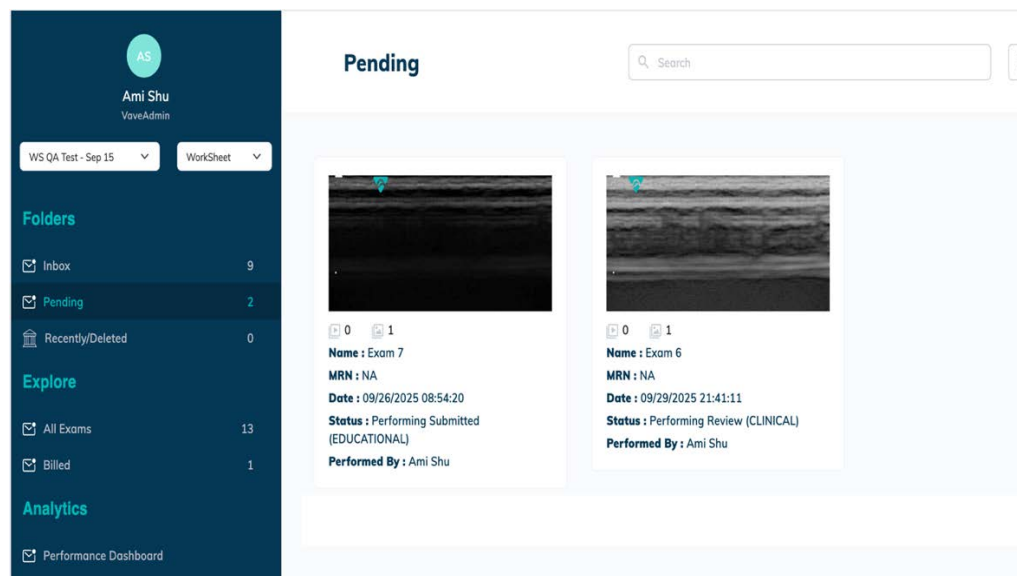 AS
Ami Shu
VaveAdmin
WS QA Test - Sep 15
WorkSheet
Folders
Inbox 9
Pending 2
Recently/Deleted 0
Explore
All Exams 13
Billed 1
Analytics
Performance Dashboard
Pending
Search
0 1
Name : Exam 7
MRN : NA
Date : 09/26/2025 08:54:20
Status : Performing Submitted
(EDUCATIONAL)
Performed By : Ami Shu
0 1
Name : Exam 6
MRN : NA
Date : 09/29/2025 21:41:11
Status : Performing Review (CLINICAL)
Performed By : Ami Shu